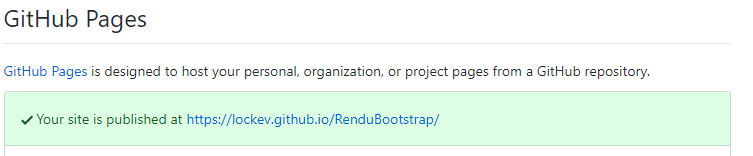 GitHub Pages
GitHub Pages is designed to host your personal, organization, or project pages from a GitHub repository.
Your site is published at https://lockev.github.io/RenduBootstrap/